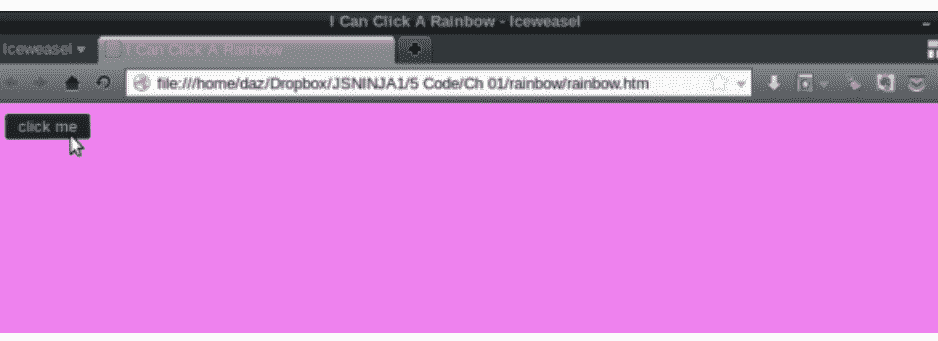 I Can Click A Rainbow - Iceweasel
Iceweasel
I Can Click A Rainbow
file:///home/daz/Dropbox/JSNINJA1/5 Code/Ch 01/rainbow/rainbow.htm
click me